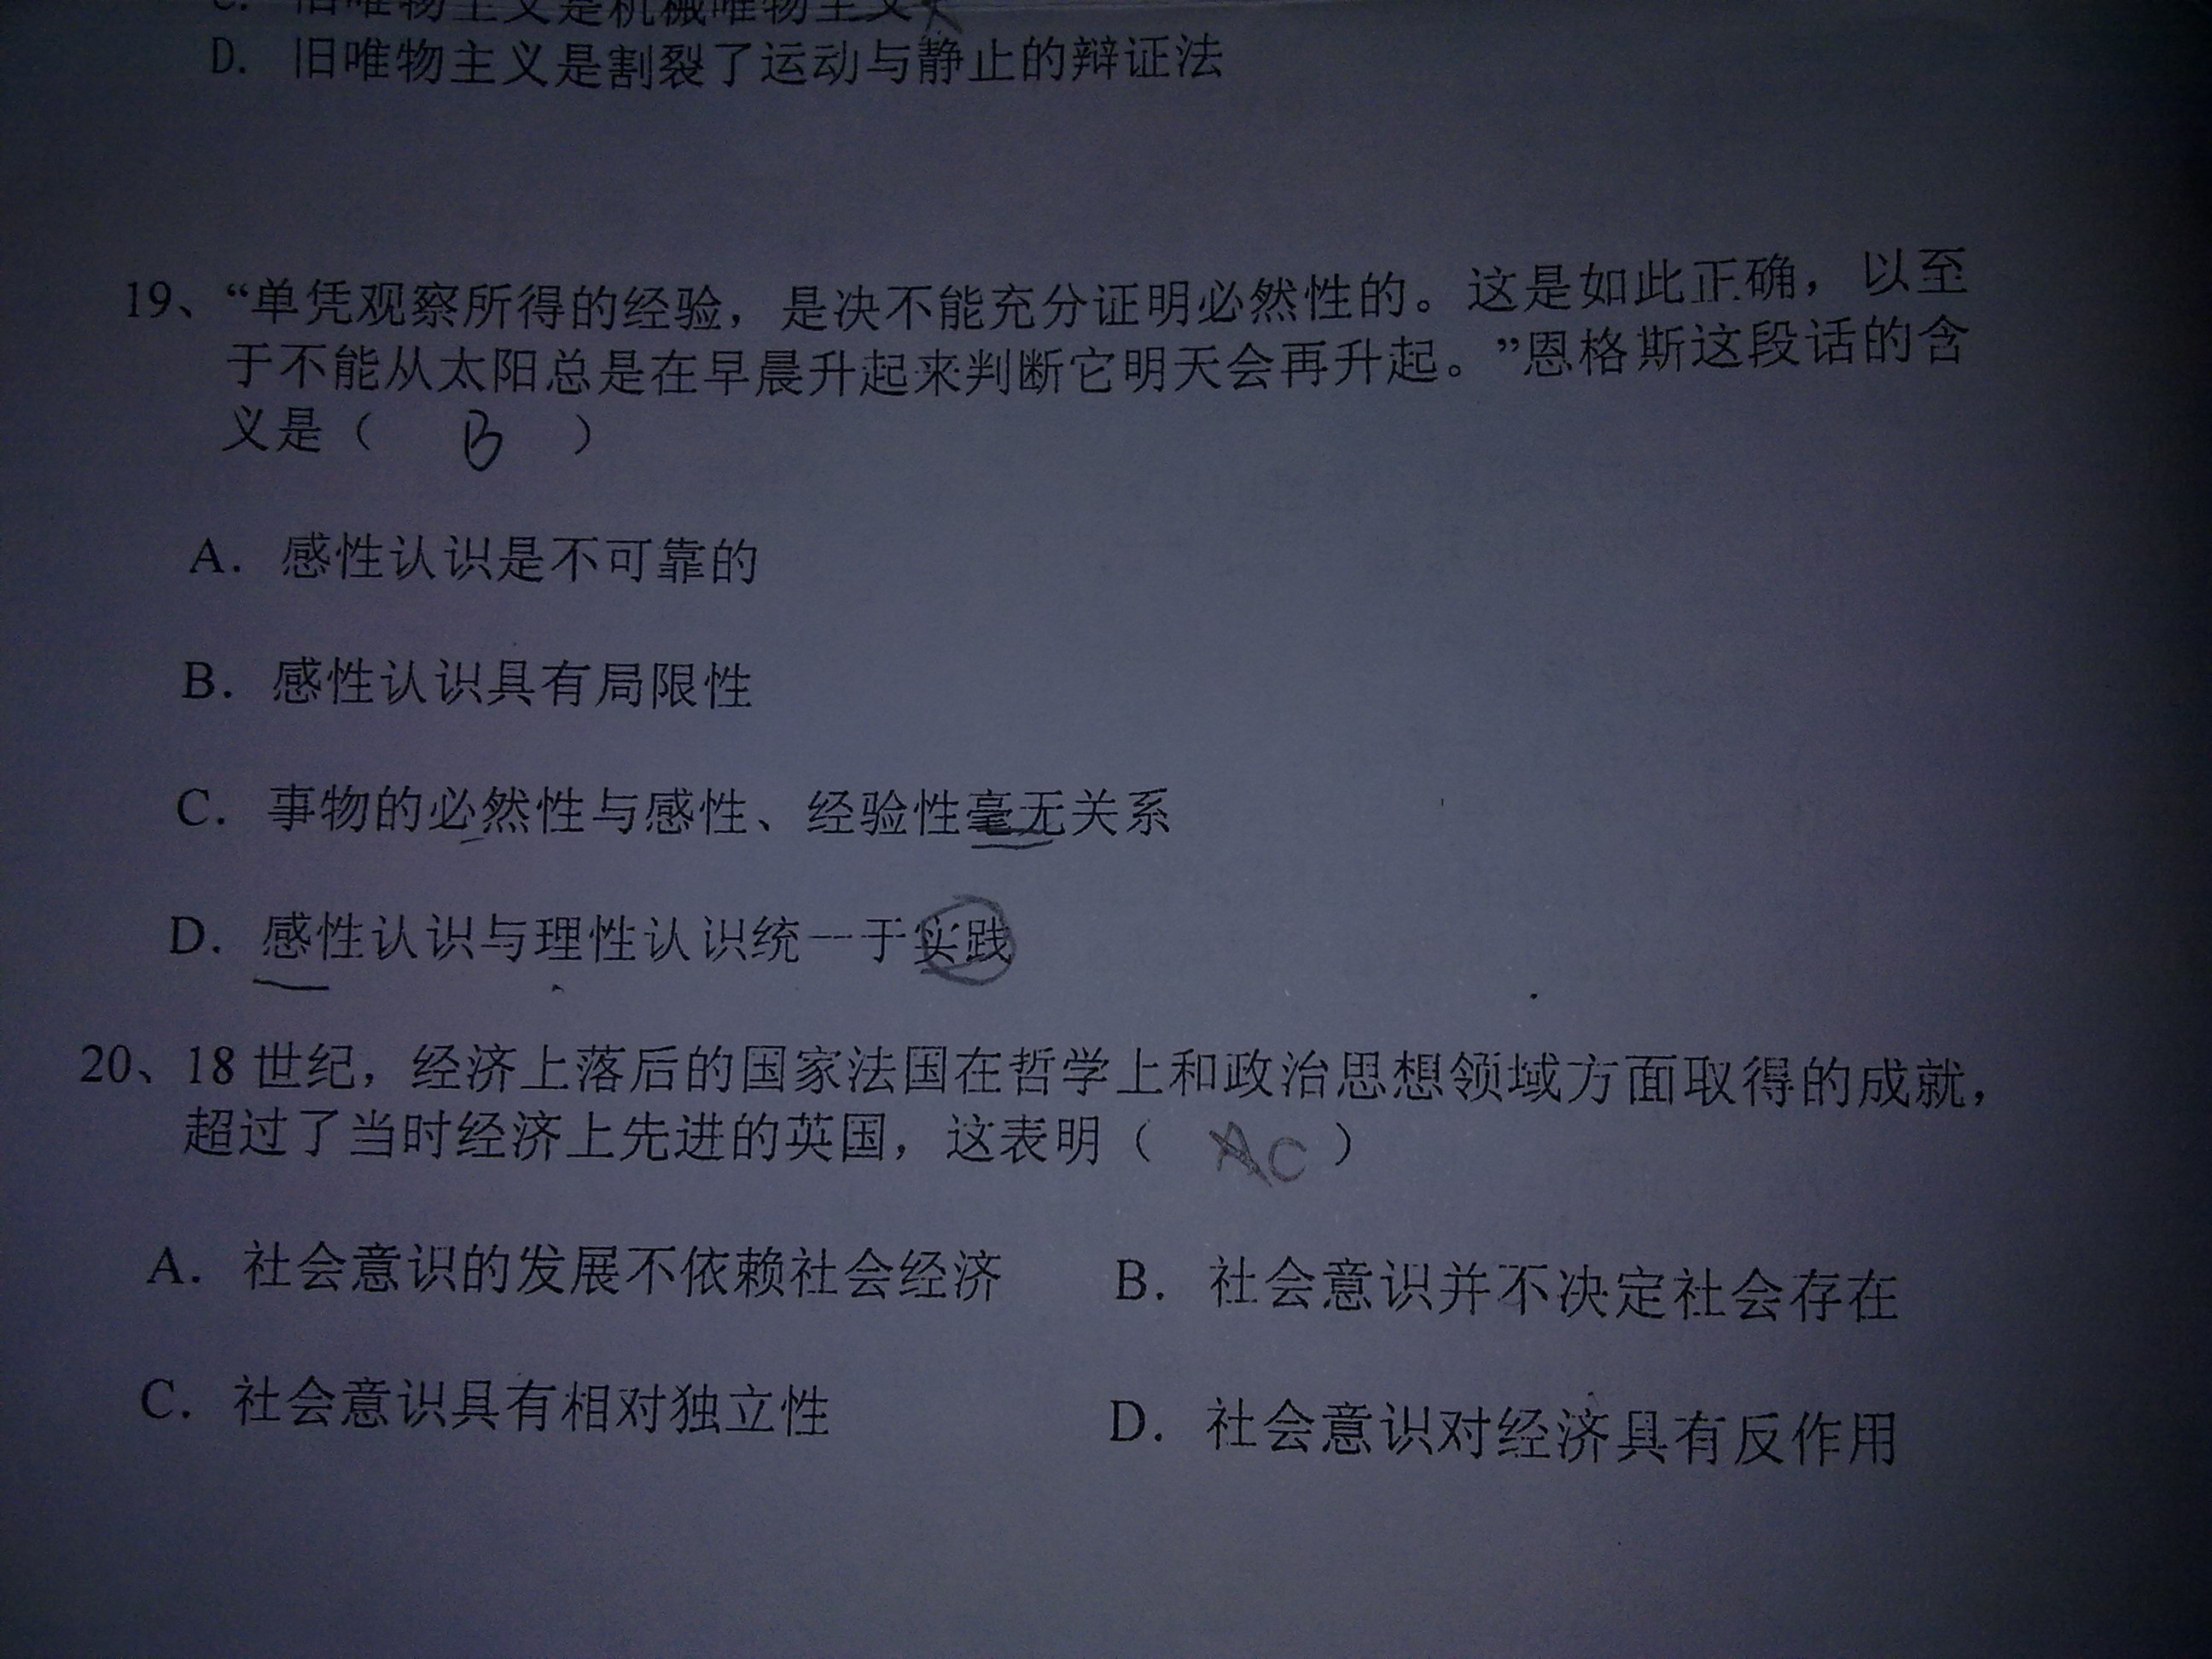 C. 旧唯物主义是机械唯物主义
D. 旧唯物主义是割裂了运动与静止的辩证法
19、“单凭观察所得的经验，是决不能充分证明必然性的。这是如此正确，以至
于不能从太阳总是在早晨升起来判断它明天会再升起。”恩格斯这段话的含
义是（ B ）
A. 感性认识是不可靠的
B. 感性认识具有局限性
C. 事物的必然性与感性、经验性毫无关系
D. 感性认识与理性认识统一于实践
20、18世纪，经济上落后的国家法国在哲学上和政治思想领域方面取得的成就，
超过了当时经济上先进的英国，这表明（ AC ）
A. 社会意识的发展不依赖社会经济 B. 社会意识并不决定社会存在
C. 社会意识具有相对独立性 D. 社会意识对经济具有反作用